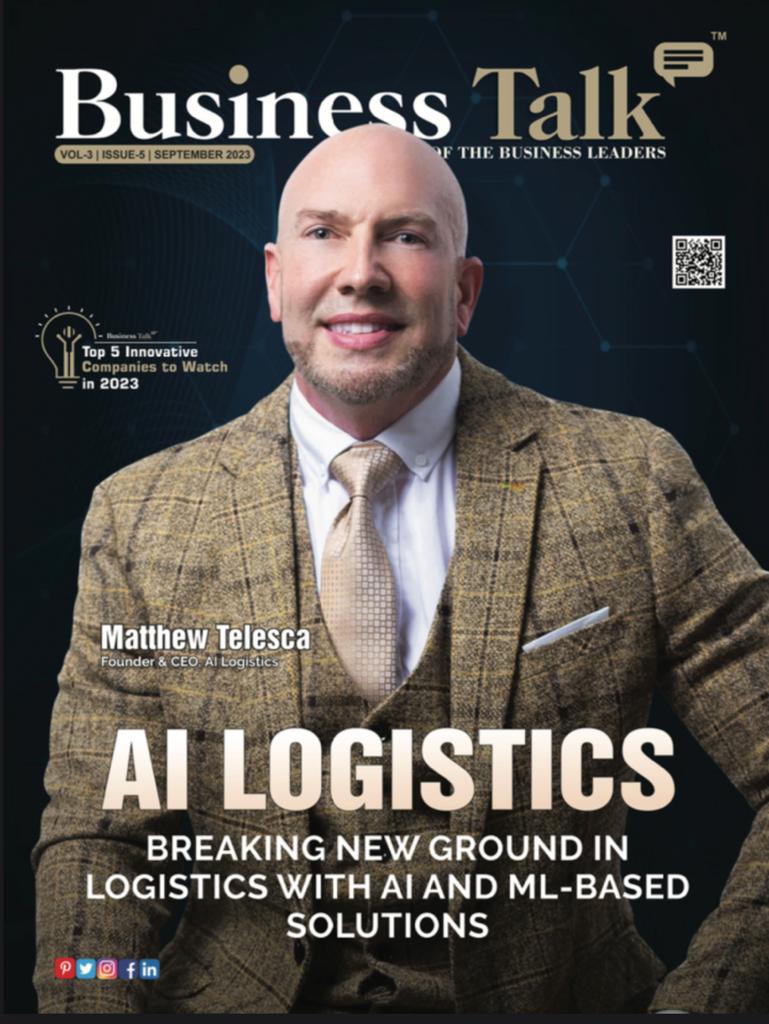 Business Talk
TM
VOL-3 | ISSUE-5 | SEPTEMBER 2023
OF THE BUSINESS LEADERS
Business Talk
Top 5 Innovative
Companies to Watch
in 2023
Matthew Telesca
Founder & CEO, AI Logistics
AI LOGISTICS
BREAKING NEW GROUND IN
LOGISTICS WITH AI AND ML-BASED
SOLUTIONS